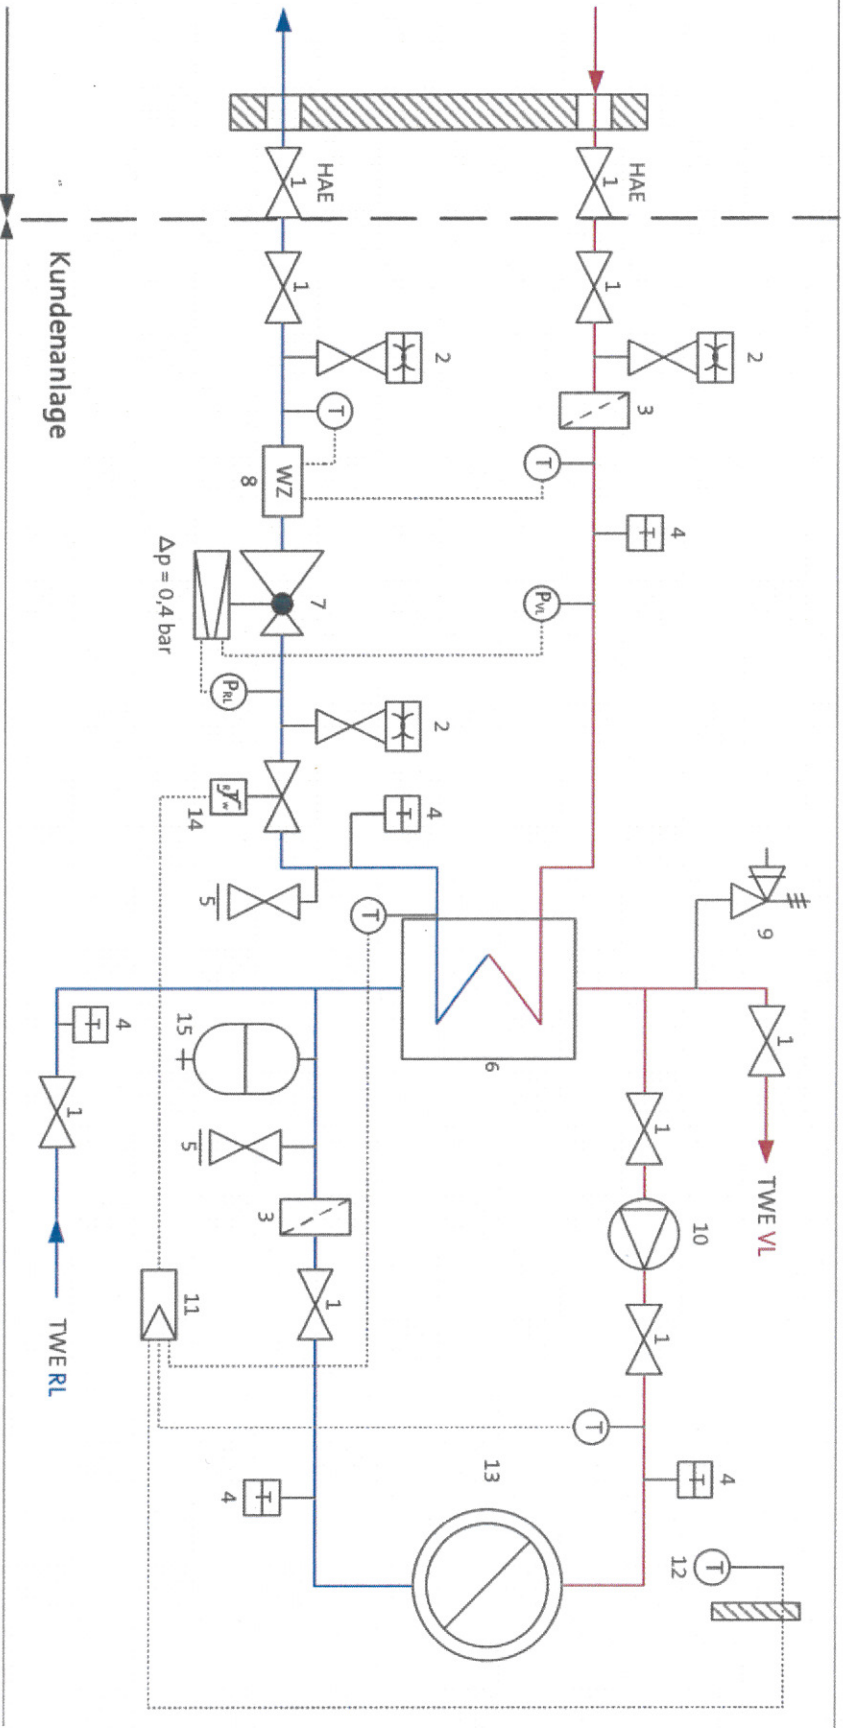 1
9
TWE VL
2
4
10
T
T
12
4
T
1
1
3
HAE
1
1
T
T
PVL
6
13
2
2
4
T
T
T
HAE
1
1
7
1
WZ
3
T
8
PRL
RTW
4
5
14
15
5
11
Δp = 0,4 bar
4
T
1
Kundenanlage
TWE RL